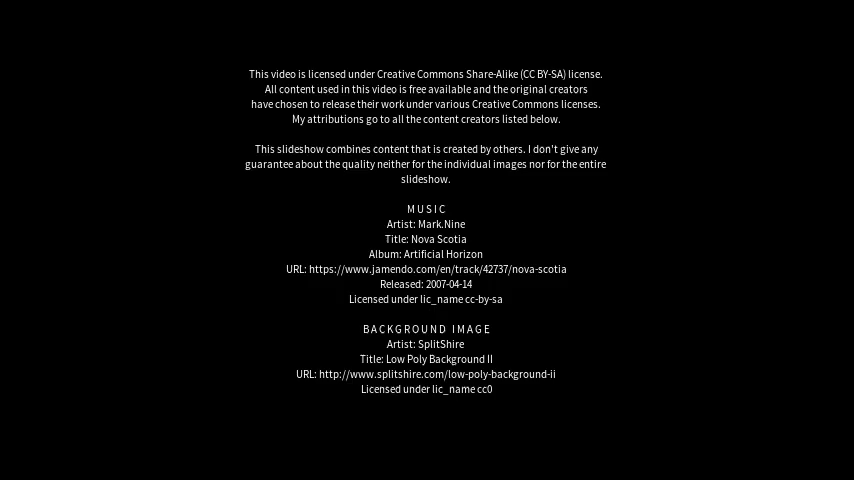 This video is licensed under Creative Commons Share-Alike (CC BY-SA) license.
All content used in this video is free available and the original creators
have chosen to release their work under various Creative Commons licenses.
My attributions go to all the content creators listed below.
This slideshow combines content that is created by others. I don't give any
guarantee about the quality neither for the individual images nor for the entire
slideshow.
MUSIC
Artist: Mark.Nine
Title: Nova Scotia
Album: Artificial Horizon
URL: https://www.jamendo.com/en/track/42737/nova-scotia
Released: 2007-04-14
Licensed under lic_name cc-by-sa
BACKGROUND IMAGE
Artist: SplitShire
Title: Low Poly Background II
URL: http://www.splitshire.com/low-poly-background-ii
Licensed under lic_name cc0